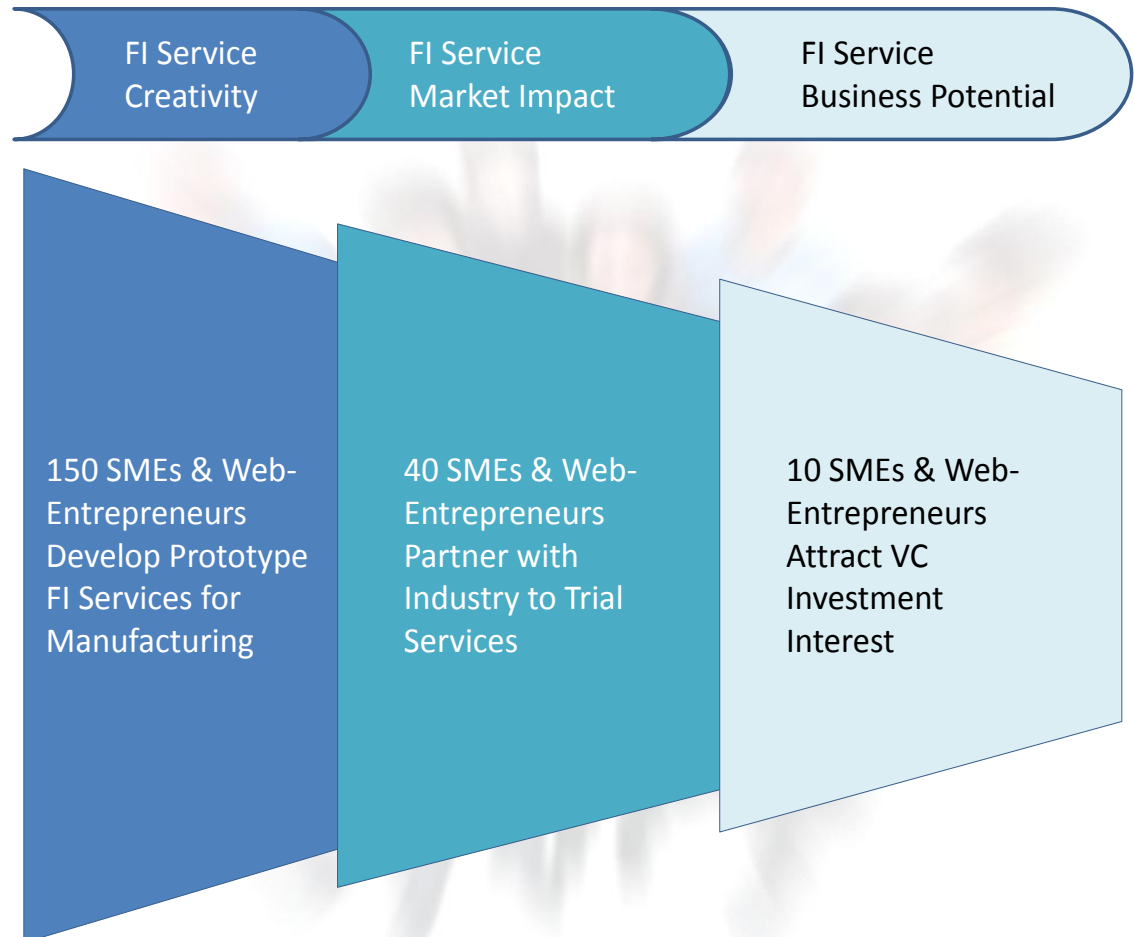 FI Service
Creativity
FI Service
Market Impact
FI Service
Business Potential
150 SMEs & Web-
Entrepreneurs
Develop Prototype
FI Services for
Manufacturing
40 SMEs & Web-
Entrepreneurs
Partner with
Industry to Trial
Services
10 SMEs & Web-
Entrepreneurs
Attract VC
Investment
Interest